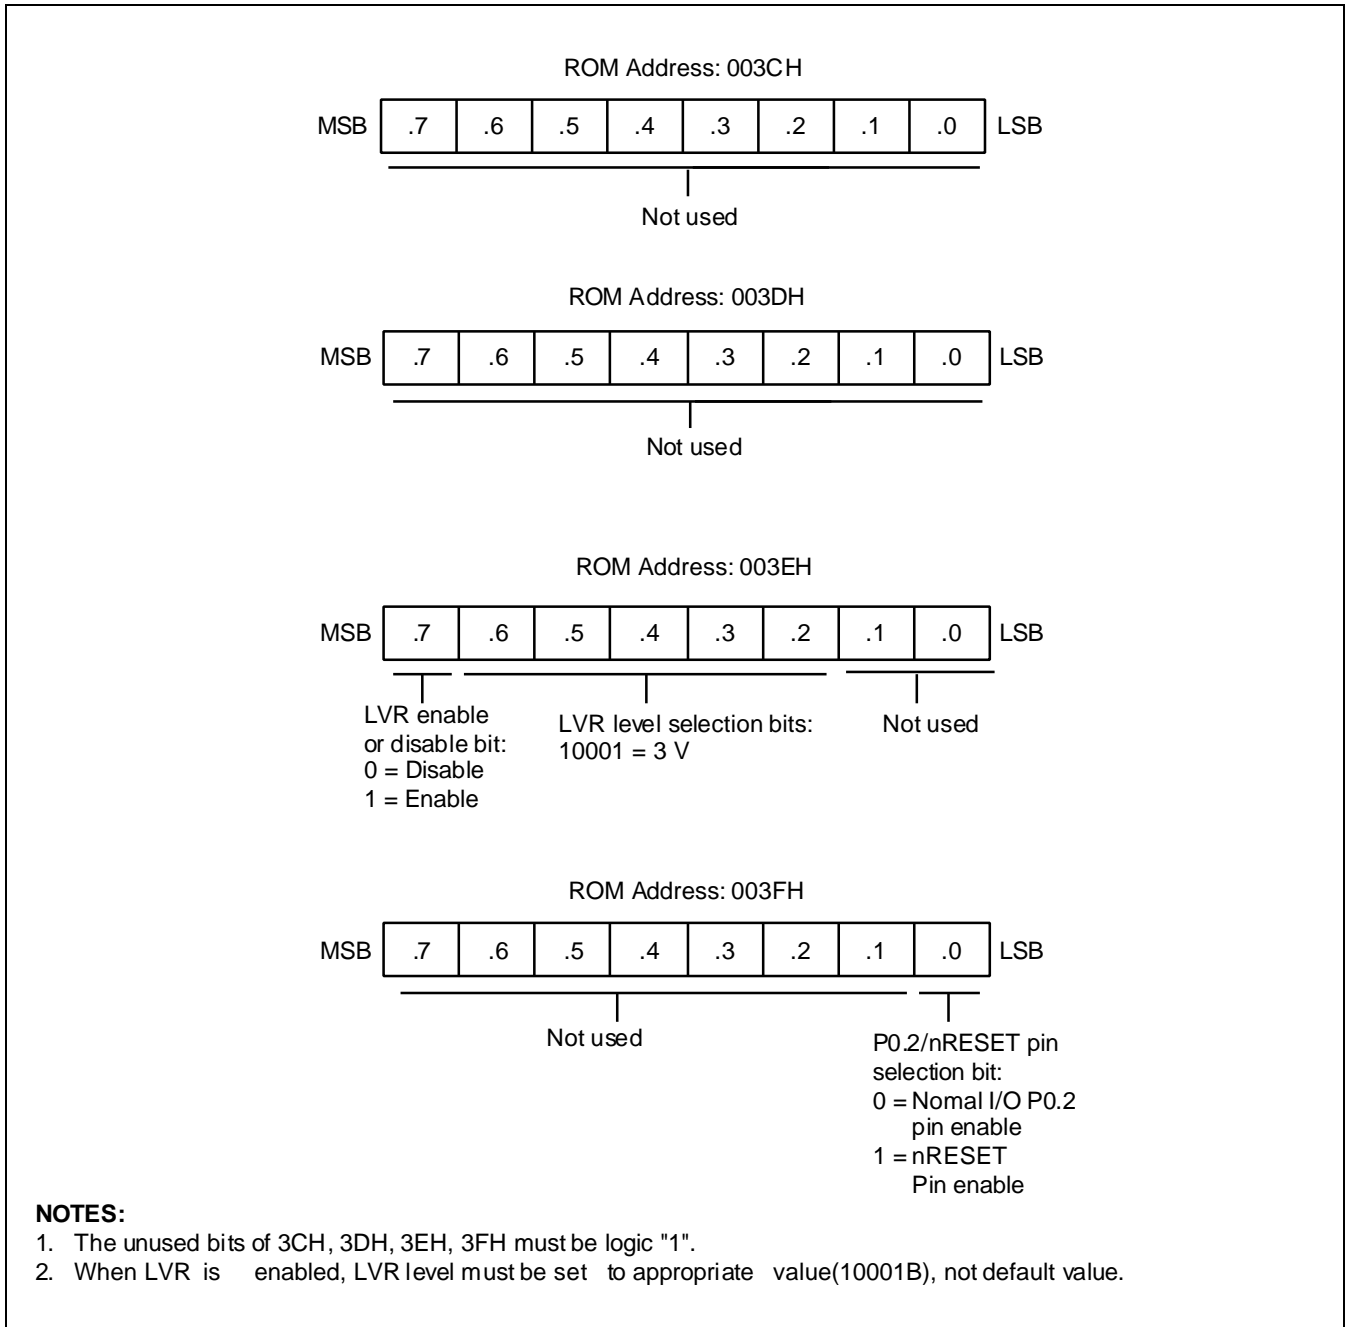 ROM Address: 003CH
MSB .7 .6 .5 .4 .3 .2 .1 .0 LSB
Not used
ROM Address: 003DH
MSB .7 .6 .5 .4 .3 .2 .1 .0 LSB
Not used
ROM Address: 003EH
MSB .7 .6 .5 .4 .3 .2 .1 .0 LSB
LVR enable
or disable bit:
0 = Disable
1 = Enable
LVR level selection bits:
10001 = 3 V
Not used
ROM Address: 003FH
MSB .7 .6 .5 .4 .3 .2 .1 .0 LSB
Not used
P0.2/nRESET pin
selection bit:
0 = Nomal I/O P0.2
pin enable
1 = nRESET
Pin enable
NOTES:
1. The unused bits of 3CH, 3DH, 3EH, 3FH must be logic "1".
2. When LVR is enabled, LVR level must be set to appropriate value(10001B), not default value.